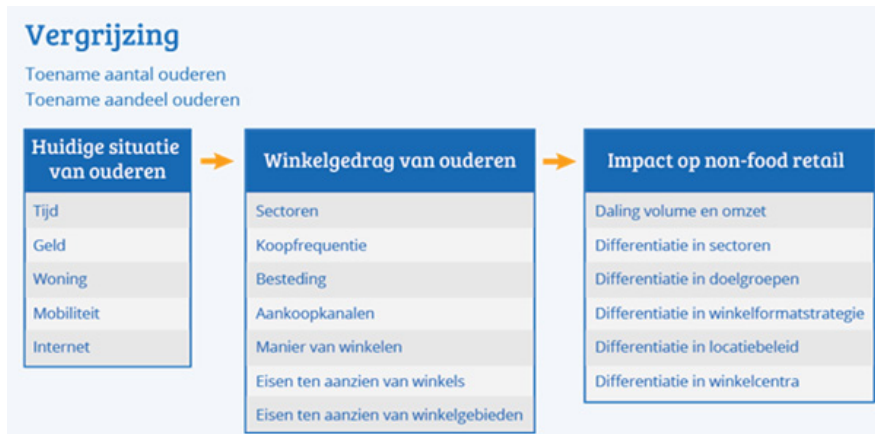 Vergrijzing
Toename aantal ouderen
Toename aandeel ouderen
Huidige situatie
van ouderen
Tijd
Geld
Woning
Mobiliteit
Internet
Winkelgedrag van ouderen
Sectoren
Koopfrequentie
Besteding
Aankoopkanalen
Manier van winkelen
Eisen ten aanzien van winkels
Eisen ten aanzien van winkelgebieden
Impact op non-food retail
Daling volume en omzet
Differentiatie in sectoren
Differentiatie in doelgroepen
Differentiatie in winkelformatstrategie
Differentiatie in locatiebeleid
Differentiatie in winkelcentra